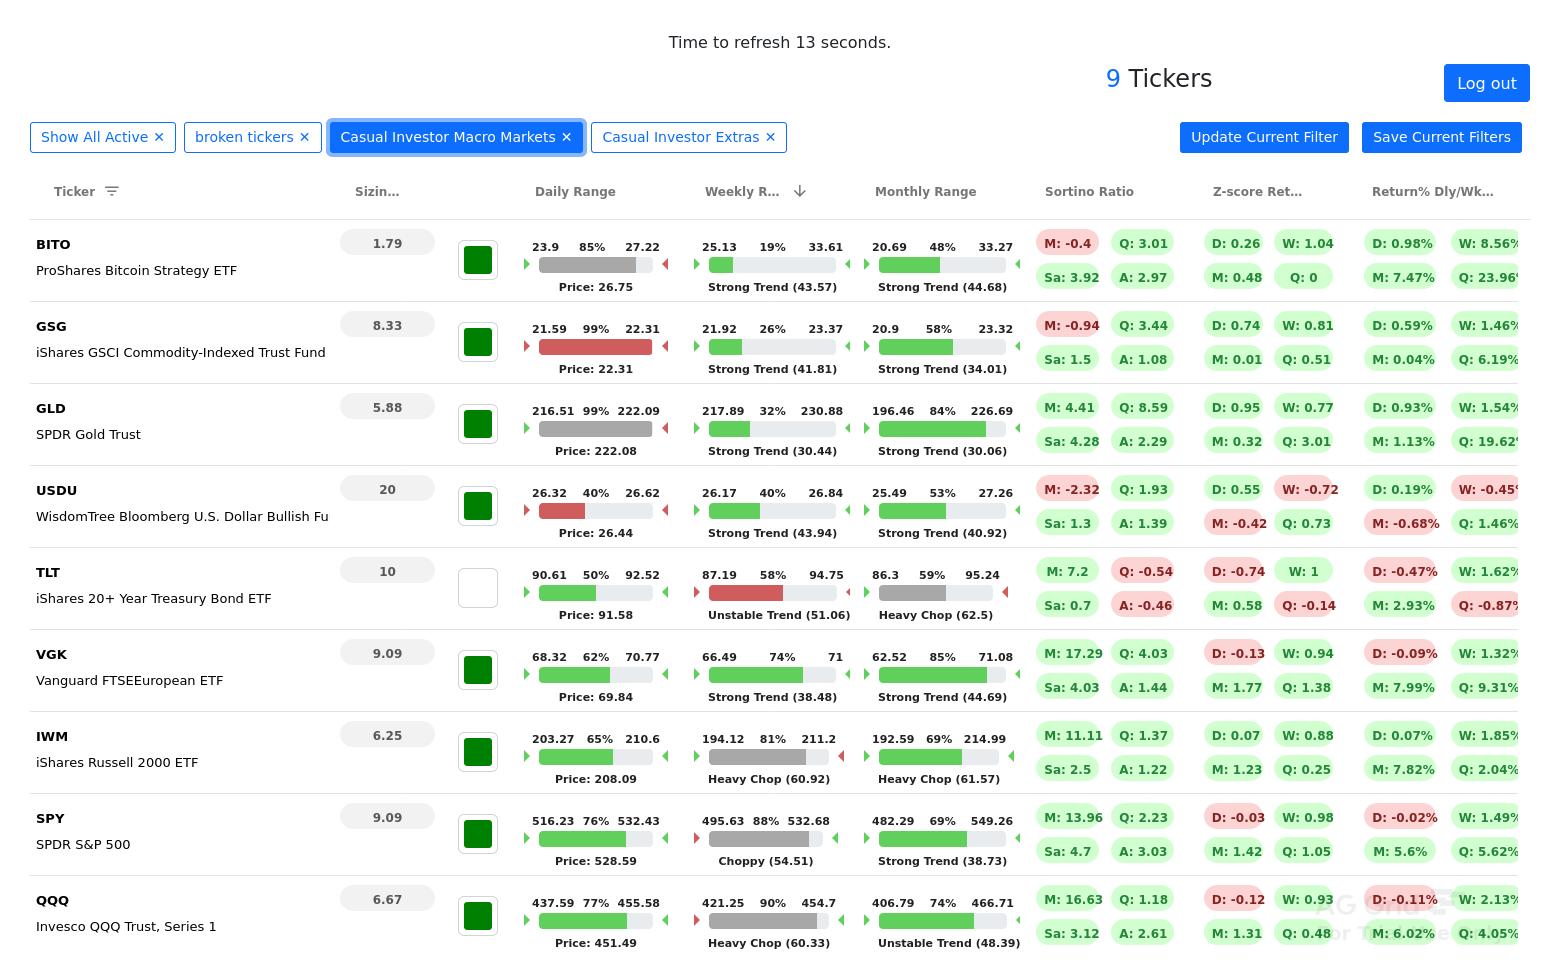 Time to refresh 13 seconds.
9 Tickers
Log out
Show All Active ✕ broken tickers ✕ Casual Investor Macro Markets ✕ Casual Investor Extras ✕ Update Current Filter Save Current Filters
Ticker Sizin... Daily Range Weekly R... Monthly Range Sortino Ratio Z-score Ret... Return% Dly/Wk...
BITO 1.79 23.9 85% 27.22 25.13 19% 33.61 20.69 48% 33.27 M: -0.4 Q: 3.01 D: 0.26 W: 1.04 D: 0.98% W: 8.56%
ProShares Bitcoin Strategy ETF Price: 26.75 Strong Trend (43.57) Strong Trend (44.68) Sa: 3.92 A: 2.97 M: 0.48 Q: 0 M: 7.47% Q: 23.96%
GSG 8.33 21.59 99% 22.31 21.92 26% 23.37 20.9 58% 23.32 M: -0.94 Q: 3.44 D: 0.74 W: 0.81 D: 0.59% W: 1.46%
iShares GSCI Commodity-Indexed Trust Fund Price: 22.31 Strong Trend (41.81) Strong Trend (34.01) Sa: 1.5 A: 1.08 M: 0.01 Q: 0.51 M: 0.04% Q: 6.19%
GLD 5.88 216.51 99% 222.09 217.89 32% 230.88 196.46 84% 226.69 M: 4.41 Q: 8.59 D: 0.95 W: 0.77 D: 0.93% W: 1.54%
SPDR Gold Trust Price: 222.08 Strong Trend (30.44) Strong Trend (30.06) Sa: 4.28 A: 2.29 M: 0.32 Q: 3.01 M: 1.13% Q: 19.62%
USDU 20 26.32 40% 26.62 26.17 40% 26.84 25.49 53% 27.26 M: -2.32 Q: 1.93 D: 0.55 W: -0.72 D: 0.19% W: -0.45%
WisdomTree Bloomberg U.S. Dollar Bullish Fu Price: 26.44 Strong Trend (43.94) Strong Trend (40.92) Sa: 1.3 A: 1.39 M: -0.42 Q: 0.73 M: -0.68% Q: 1.46%
TLT 10 90.61 50% 92.52 87.19 58% 94.75 86.3 59% 95.24 M: 7.2 Q: -0.54 D: -0.74 W: 1 D: -0.47% W: 1.62%
iShares 20+ Year Treasury Bond ETF Price: 91.58 Unstable Trend (51.06) Heavy Chop (62.5) Sa: 0.7 A: -0.46 M: 0.58 Q: -0.14 M: 2.93% Q: -0.87%
VGK 9.09 68.32 62% 70.77 66.49 74% 71 62.52 85% 71.08 M: 17.29 Q: 4.03 D: -0.13 W: 0.94 D: -0.09% W: 1.32%
Vanguard FTSEEuropean ETF Price: 69.84 Strong Trend (38.48) Strong Trend (44.69) Sa: 4.03 A: 1.44 M: 1.77 Q: 1.38 M: 7.99% Q: 9.31%
IWM 6.25 203.27 65% 210.6 194.12 81% 211.2 192.59 69% 214.99 M: 11.11 Q: 1.37 D: 0.07 W: 0.88 D: 0.07% W: 1.85%
iShares Russell 2000 ETF Price: 208.09 Heavy Chop (60.92) Heavy Chop (61.57) Sa: 2.5 A: 1.22 M: 1.23 Q: 0.25 M: 7.82% Q: 2.04%
SPY 9.09 516.23 76% 532.43 495.63 88% 532.68 482.29 69% 549.26 M: 13.96 Q: 2.23 D: -0.03 W: 0.98 D: -0.02% W: 1.49%
SPDR S&P 500 Price: 528.59 Choppy (54.51) Strong Trend (38.73) Sa: 4.7 A: 3.03 M: 1.42 Q: 1.05 M: 5.6% Q: 5.62%
QQQ 6.67 437.59 77% 455.58 421.25 90% 454.7 406.79 74% 466.71 M: 16.63 Q: 1.18 D: -0.12 W: 0.93 D: -0.11% W: 2.13%
Invesco QQQ Trust, Series 1 Price: 451.49 Heavy Chop (60.33) Unstable Trend (48.39) Sa: 3.12 A: 2.61 M: 1.31 Q: 0.48 M: 6.02% Q: 4.05%
AG Grid